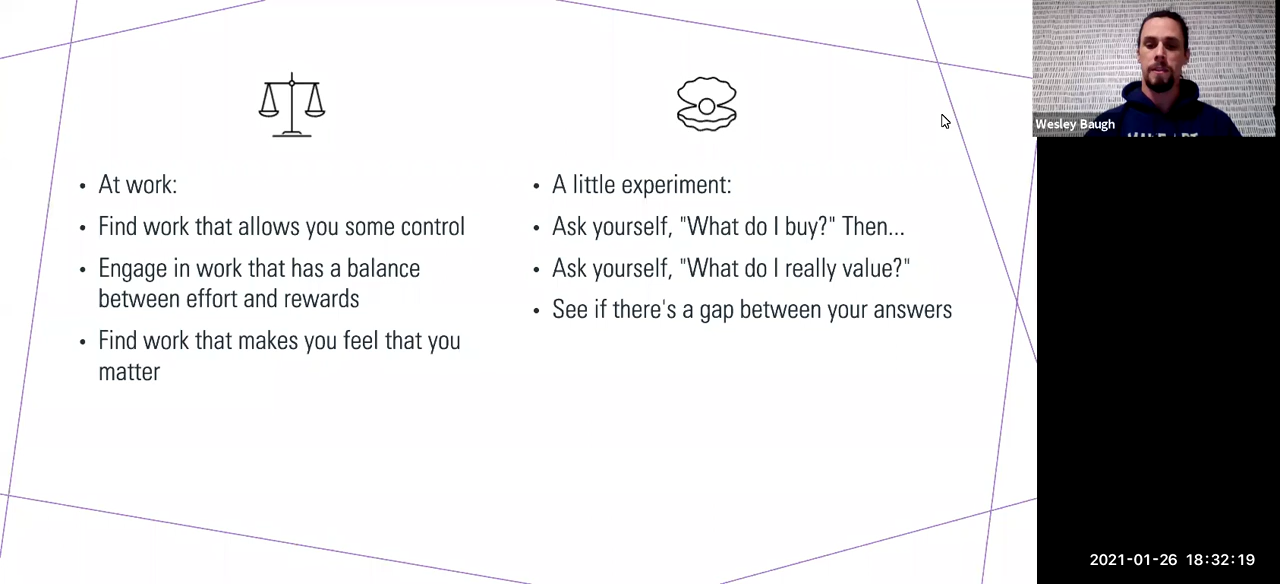 At work:
Find work that allows you some control
Engage in work that has a balance
between effort and rewards
Find work that makes you feel that you
matter
A little experiment:
Ask yourself, "What do I buy?" Then...
Ask yourself, "What do I really value?"
See if there's a gap between your answers
Wesley Baugh
2021-01-26 18:32:19